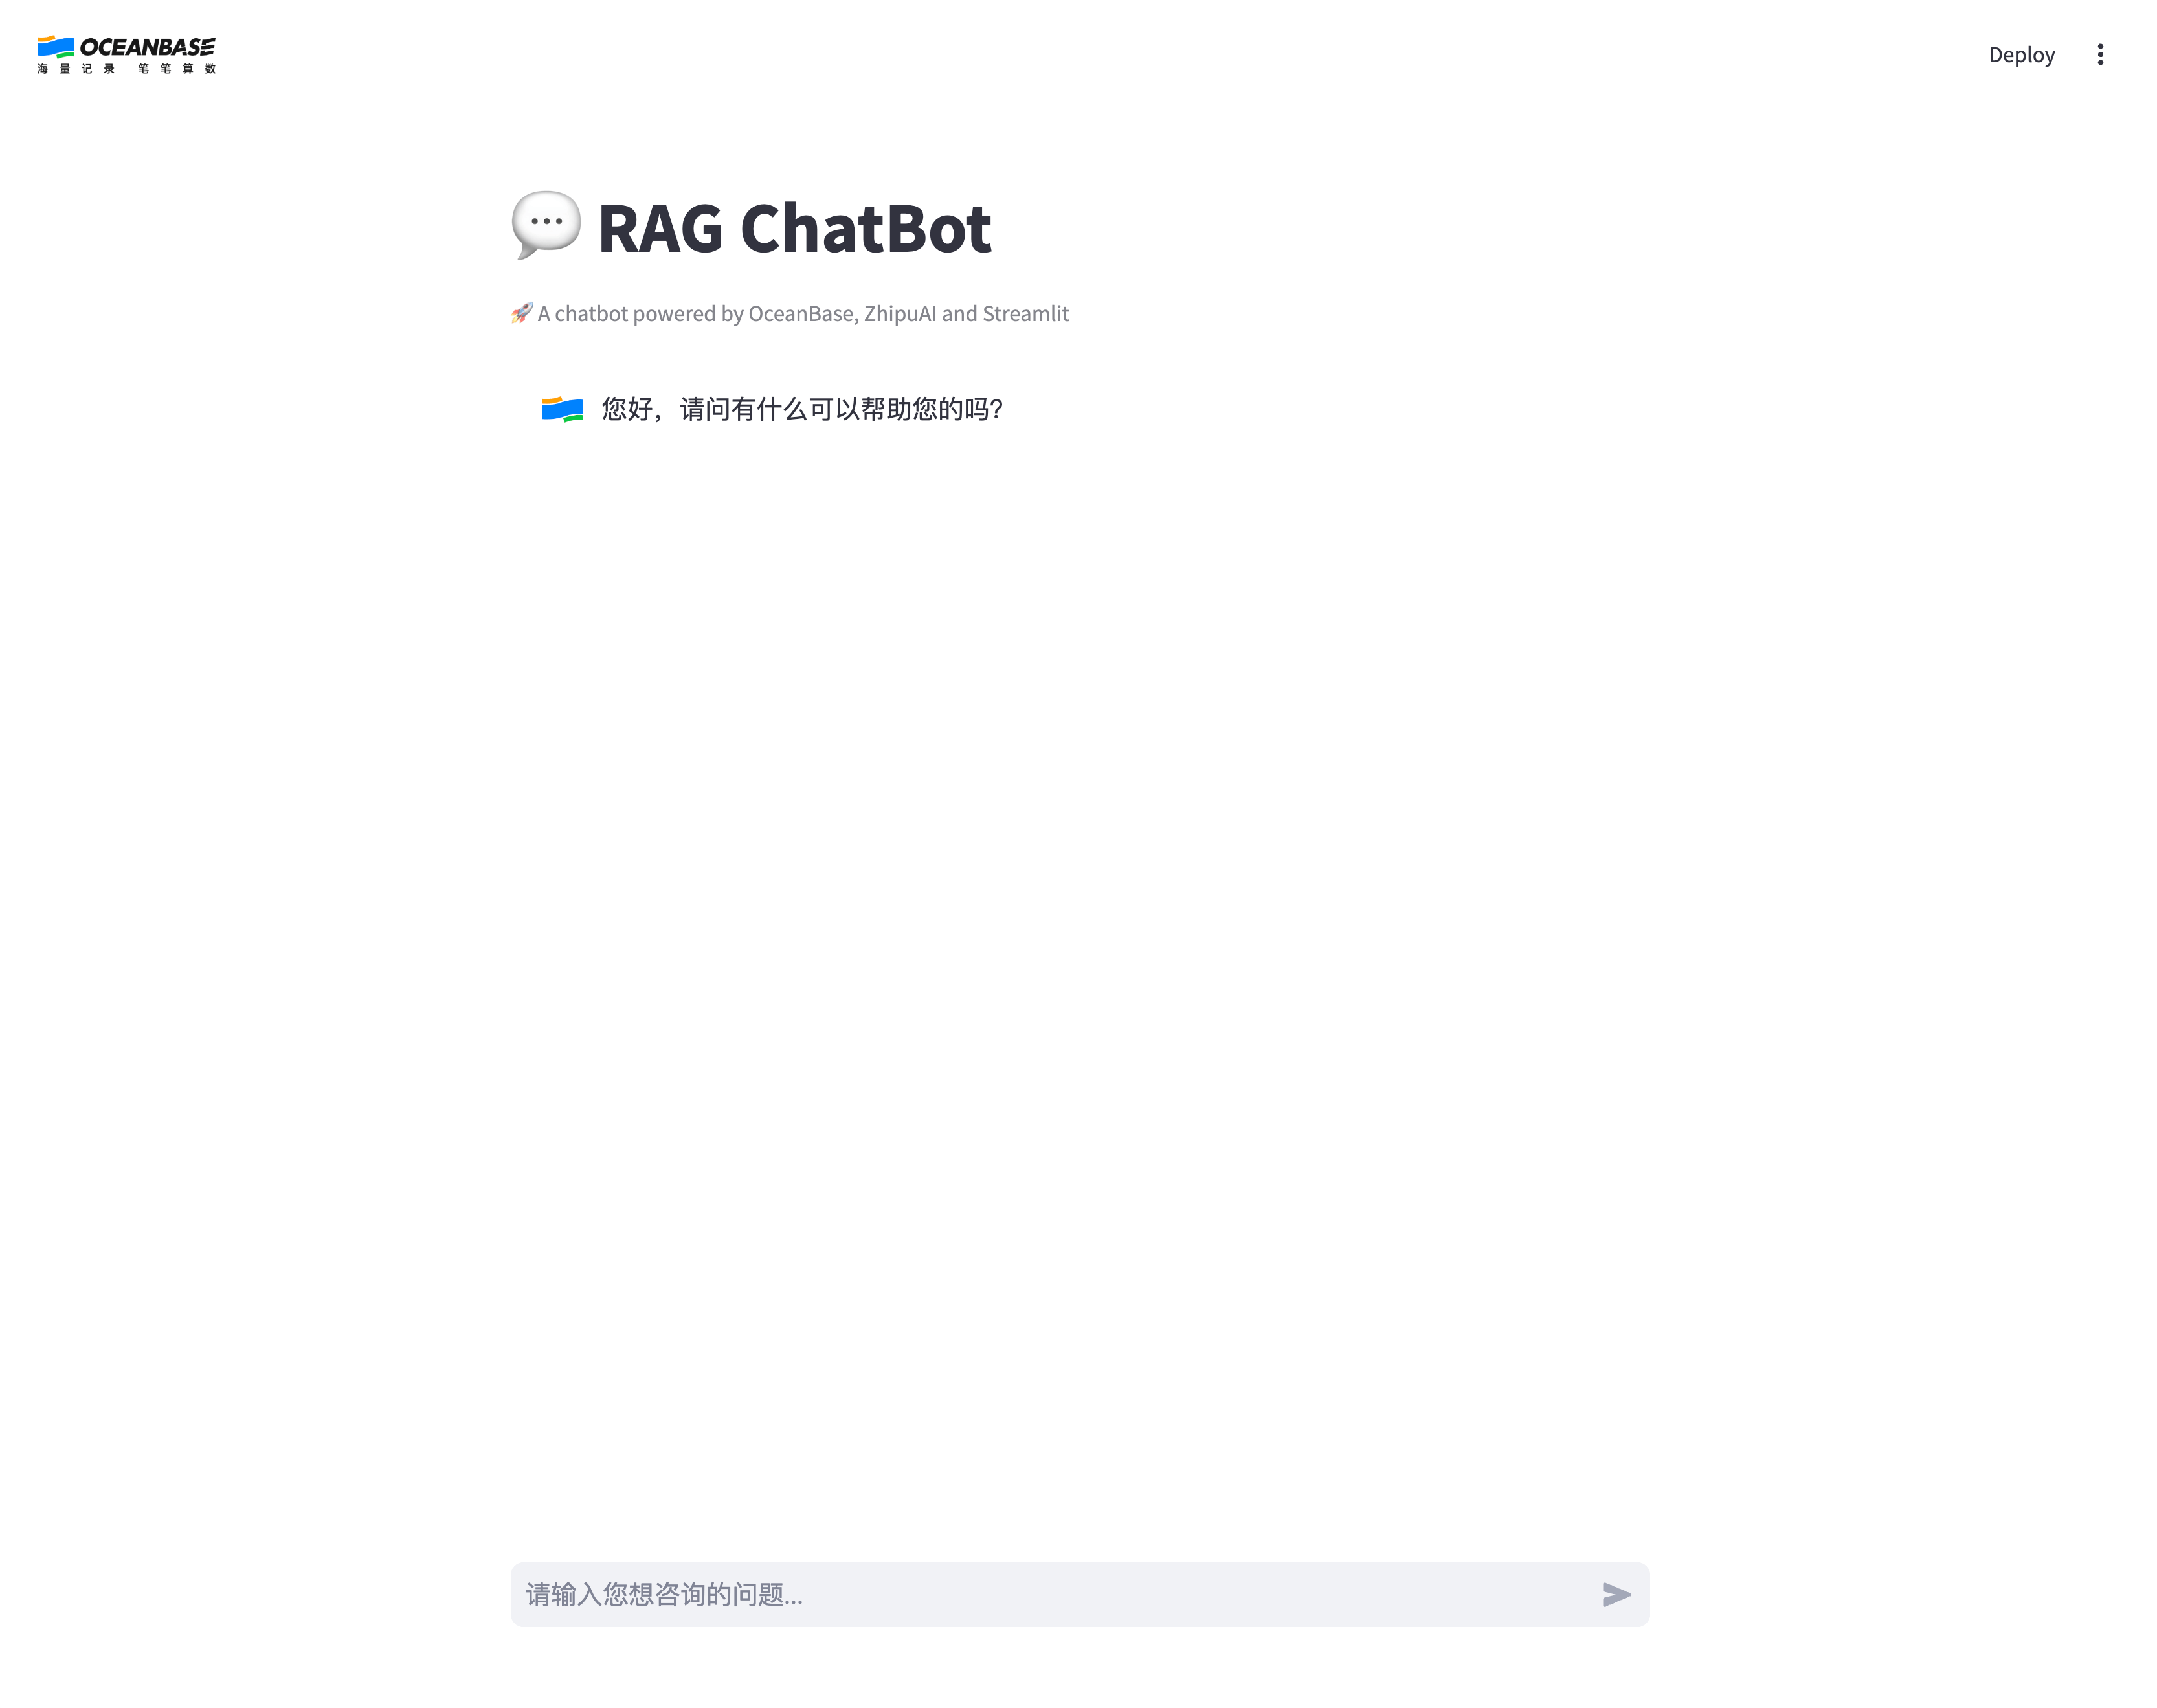 OCEANBASE
海量记录 笔笔算数
Deploy
💬 RAG ChatBot
🚀 A chatbot powered by OceanBase, ZhipuAI and Streamlit
您好，请问有什么可以帮助您的吗？
请输入您想咨询的问题...